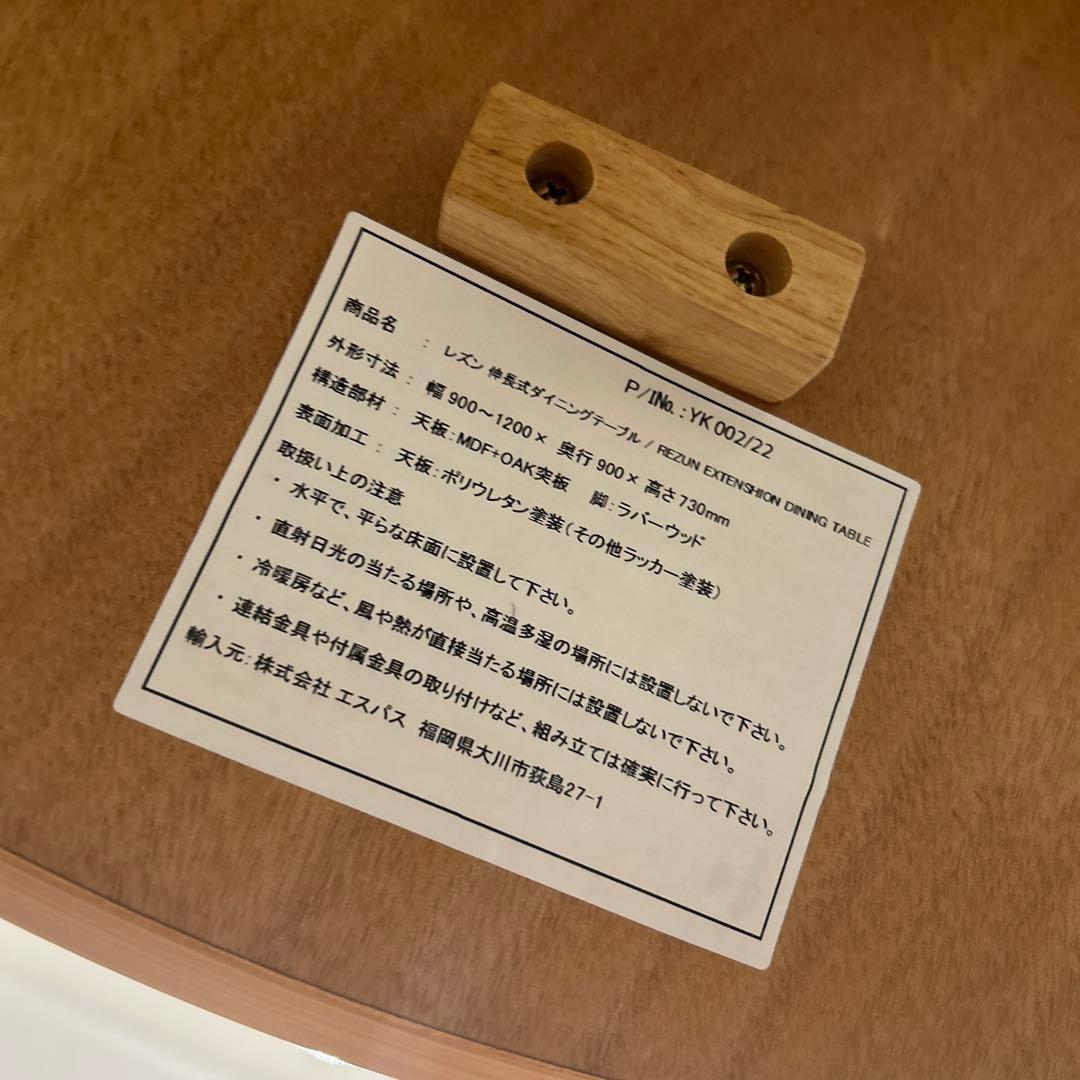 P/INo.:YK 002/22
商品名 : レズン 伸長式ダイニングテーブル / REZUN EXTENSHION DINING TABLE
外形寸法 : 幅 900～1200× 奥行 900× 高さ 730mm
構造部材 : 天板:MDF+OAK突板 脚:ラバーウッド
表面加工 : 天板:ポリウレタン塗装(その他ラッカー塗装)
取扱い上の注意
・ 水平で、平らな床面に設置して下さい。
・ 直射日光の当たる場所や、高温多湿の場所には設置しないで下さい。
・ 冷暖房など、風や熱が直接当たる場所には設置しないで下さい。
・ 連結金具や付属金具の取り付けなど、組み立ては確実に行って下さい。
輸入元:株式会社 エスパス 福岡県大川市荻島27-1